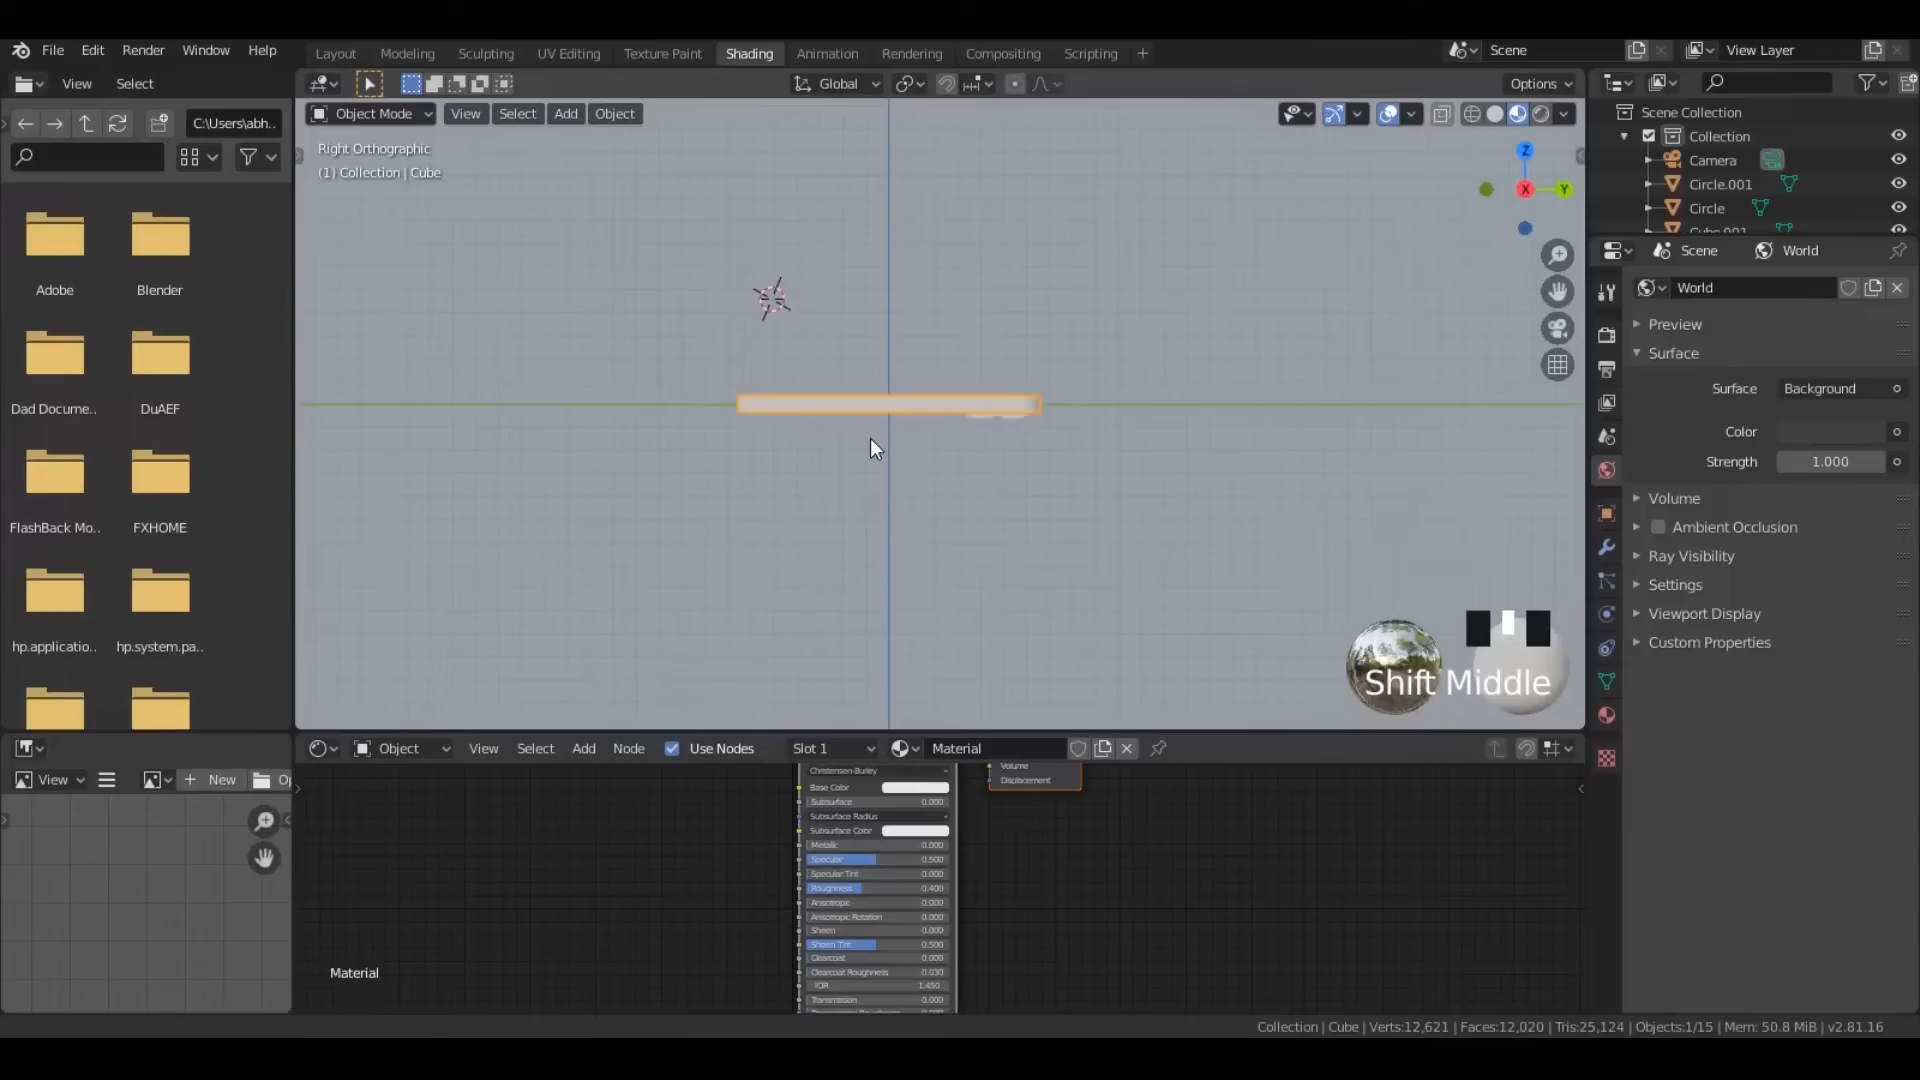 File Edit Render Window Help
Layout Modeling Sculpting UV Editing Texture Paint Shading Animation Rendering Compositing Scripting +
Scene
View Layer
View Select
Global
Options
C:\Users\abh..
Object Mode View Select Add Object
Right Orthographic
(1) Collection | Cube
Z
X
Y
Scene Collection
Collection
Camera
Circle.001
Circle
Cube.001
Scene World
World
Preview
Surface
Surface Background
Color
Strength 1.000
Volume
Ambient Occlusion
Ray Visibility
Settings
Viewport Display
Custom Properties
Adobe Blender
Dad Docume.. DuAEF
FlashBack Mo.. FXHOME
hp.applicatio.. hp.system.pa..
Shift Middle
Object View Select Add Node Use Nodes Slot 1 Material
View New Op
Christensen-Burley
Base Color
Subsurface 0.000
Subsurface Radius
Subsurface Color
Metallic 0.000
Specular 0.500
Specular Tint 0.000
Roughness 0.400
Anisotropic 0.000
Anisotropic Rotation 0.000
Sheen 0.000
Sheen Tint 0.500
Clearcoat 0.000
Clearcoat Roughness 0.030
IOR 1.450
Transmission 0.000
Volume
Displacement
Material
Collection | Cube | Verts:12,621 | Faces:12,020 | Tris:25,124 | Objects:1/15 | Mem: 50.8 MiB | v2.81.16